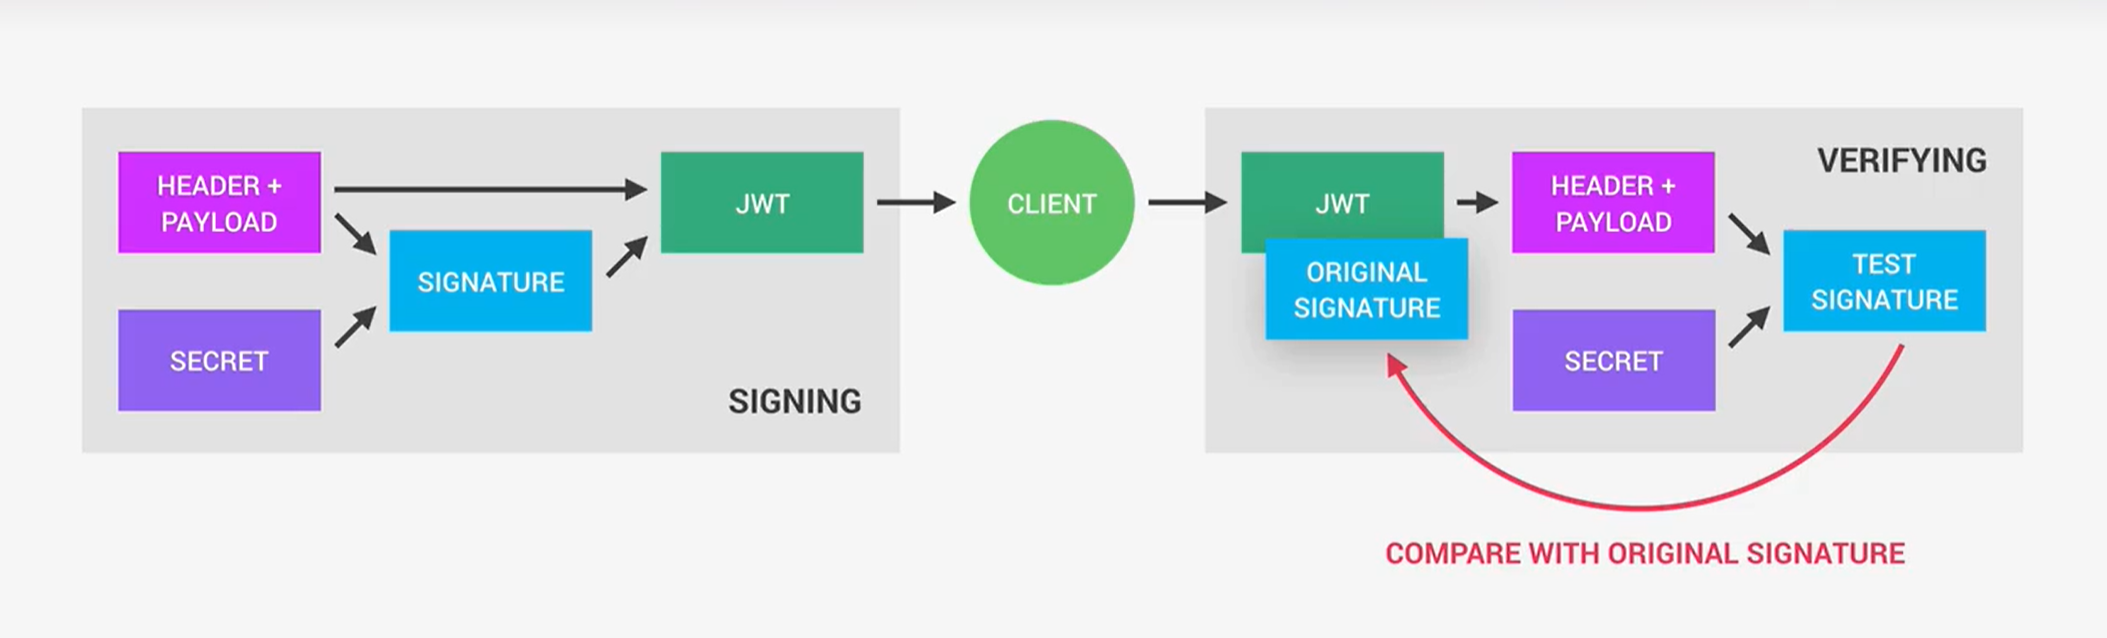 HEADER +
PAYLOAD
SECRET
SIGNATURE
JWT
SIGNING
CLIENT
JWT
ORIGINAL
SIGNATURE
HEADER +
PAYLOAD
SECRET
VERIFYING
TEST
SIGNATURE
COMPARE WITH ORIGINAL SIGNATURE